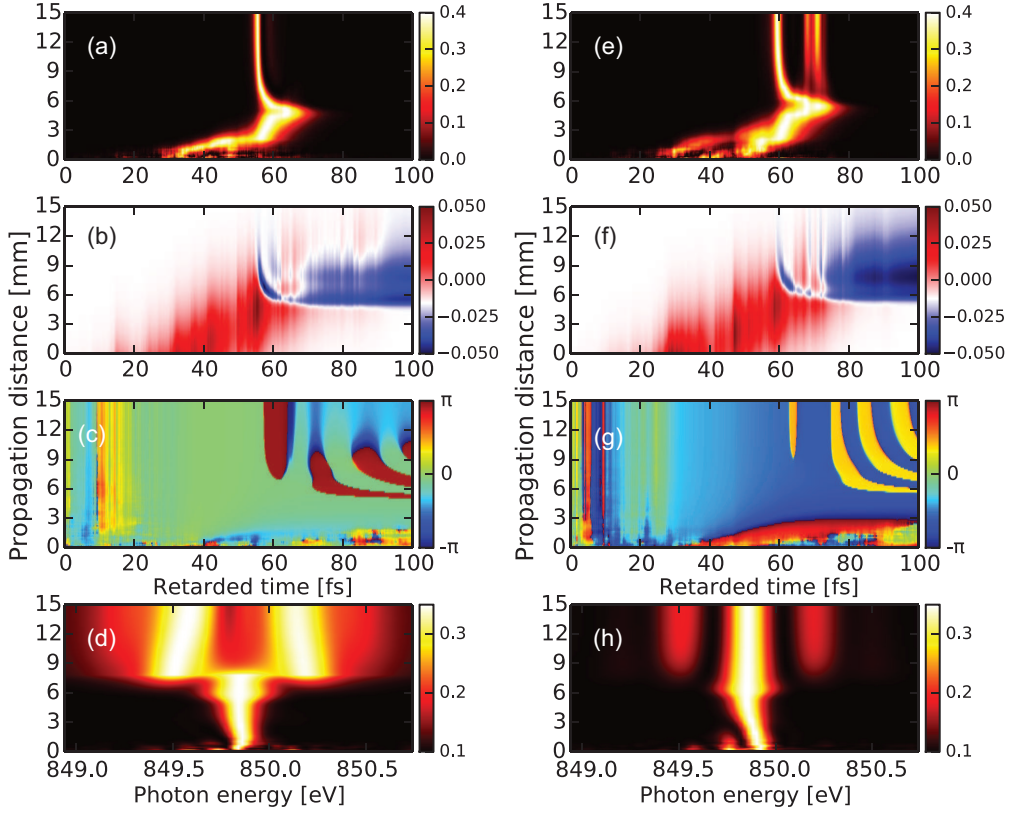 (a)
15
12
9
6
3
0
0 20 40 60 80 100
0.4
0.3
0.2
0.1
0.0
(e)
15
12
9
6
3
0
0 20 40 60 80 100
0.4
0.3
0.2
0.1
0.0
(b)
15
12
9
6
3
0
0 20 40 60 80 100
0.050
0.025
0.000
−0.025
−0.050
(f)
15
12
9
6
3
0
0 20 40 60 80 100
0.050
0.025
0.000
−0.025
−0.050
Propagation distance [mm]
Propagation distance [mm]
(c)
15
12
9
6
3
0
0 20 40 60 80 100
Retarded time [fs]
π
0
-π
(g)
15
12
9
6
3
0
0 20 40 60 80 100
Retarded time [fs]
π
0
-π
(d)
15
12
9
6
3
0
849.0 849.5 850.0 850.5
Photon energy [eV]
0.3
0.2
0.1
(h)
15
12
9
6
3
0
849.0 849.5 850.0 850.5
Photon energy [eV]
0.3
0.2
0.1